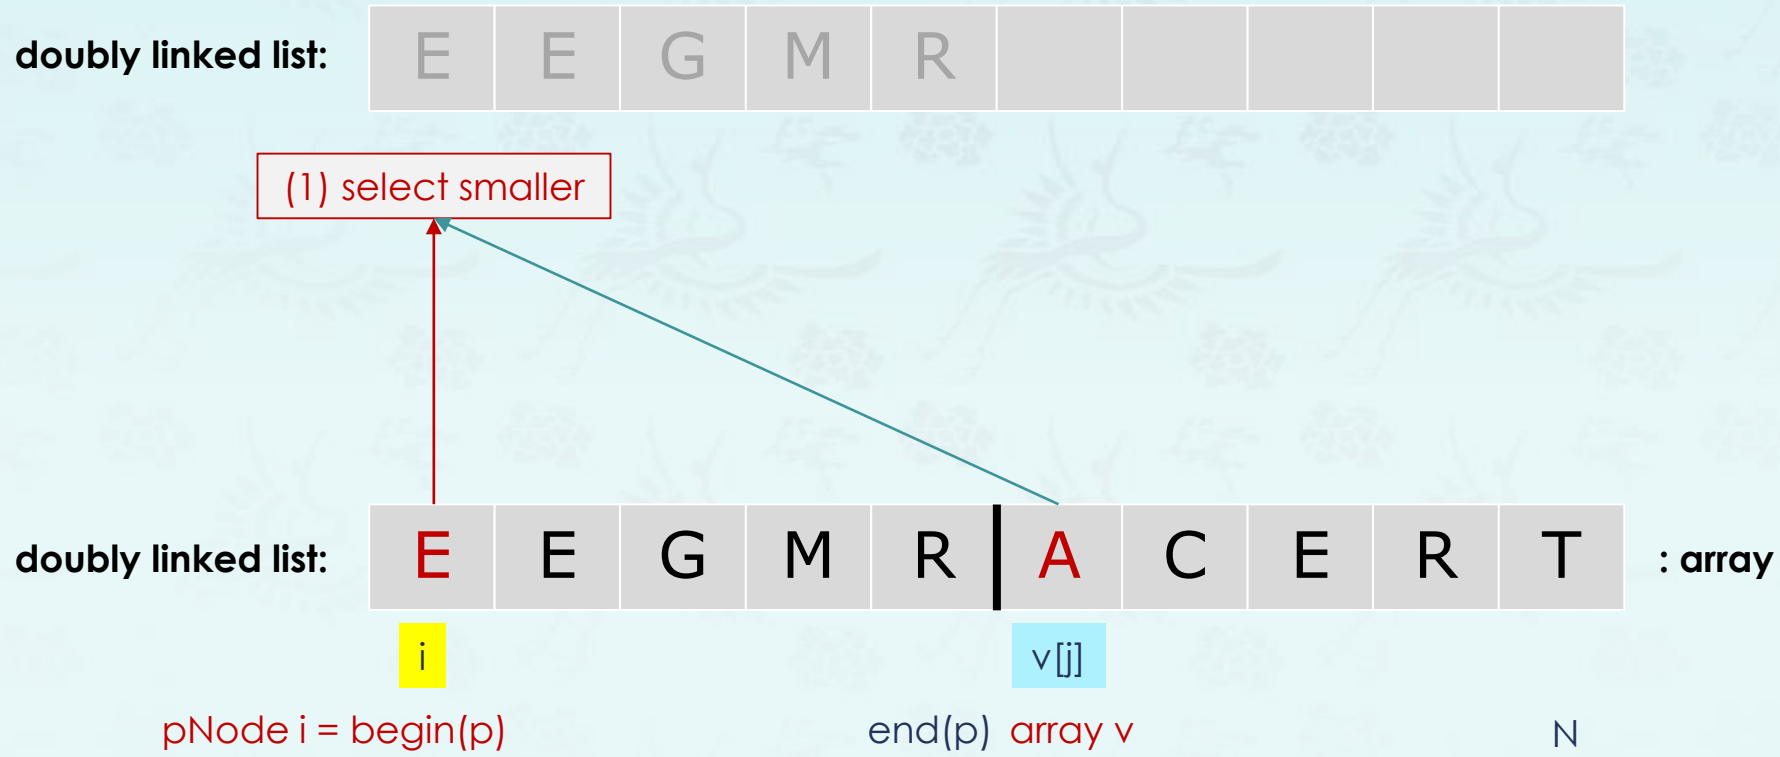 doubly linked list: E E G M R
(1) select smaller
doubly linked list: E E G M R A C E R T : array
i v[j]
pNode i = begin(p) end(p) array v N